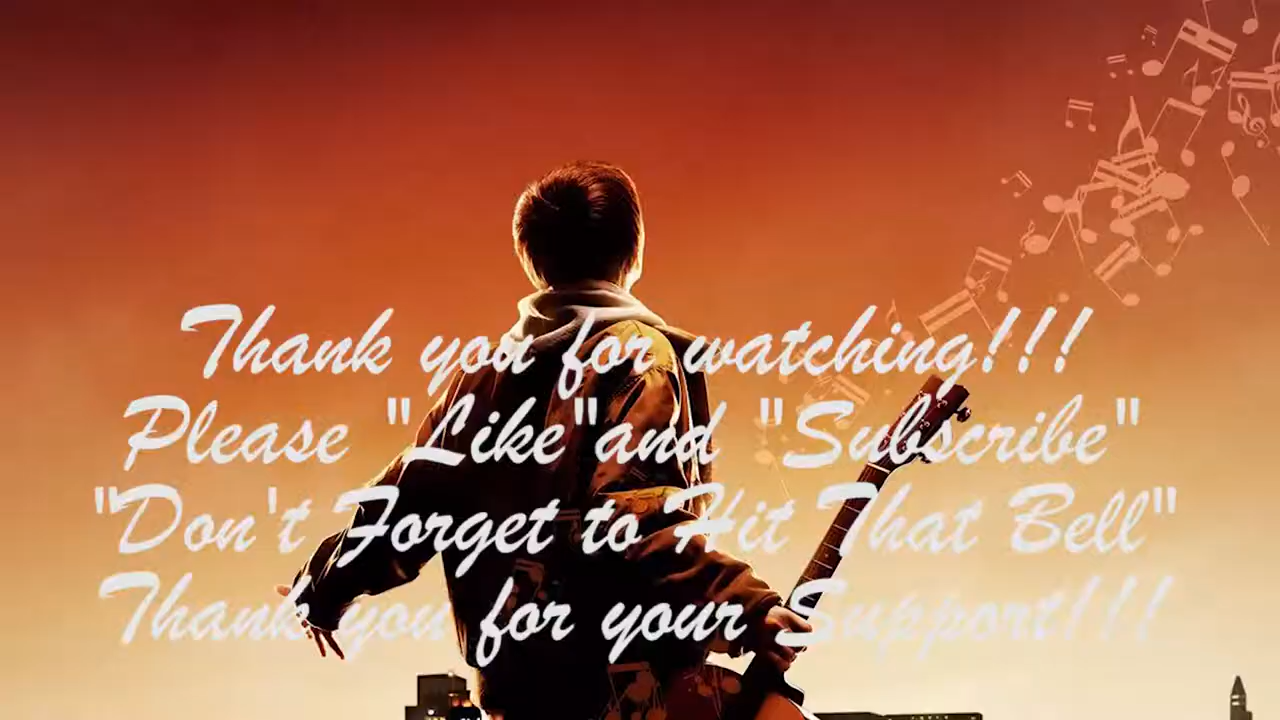 Thank you for watching!!!
Please "Like"and "Subscribe"
"Don't Forget to Hit That Bell"
Thank you for your Support!!!